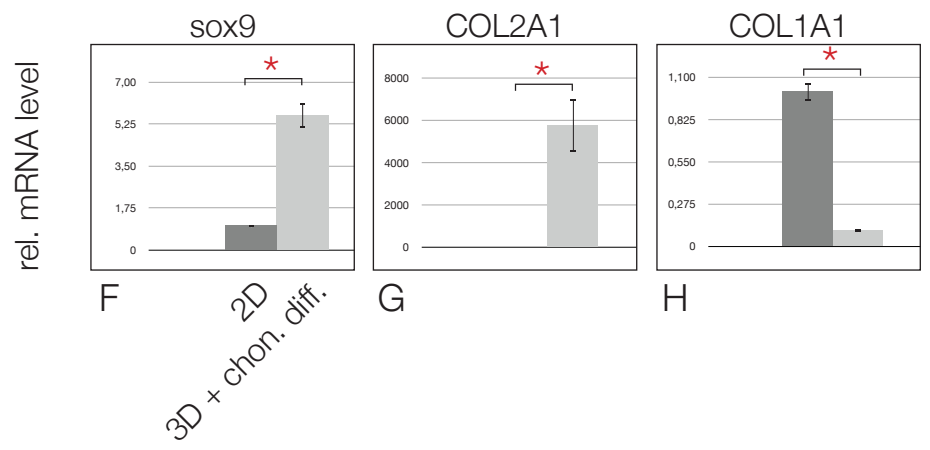 sox9
COL2A1
COL1A1
rel. mRNA level
*
7,00
5,25
3,50
1,75
0
*
8000
6000
4000
2000
0
*
1,100
0,825
0,550
0,275
0
F
2D
3D + chon. diff.
G
H